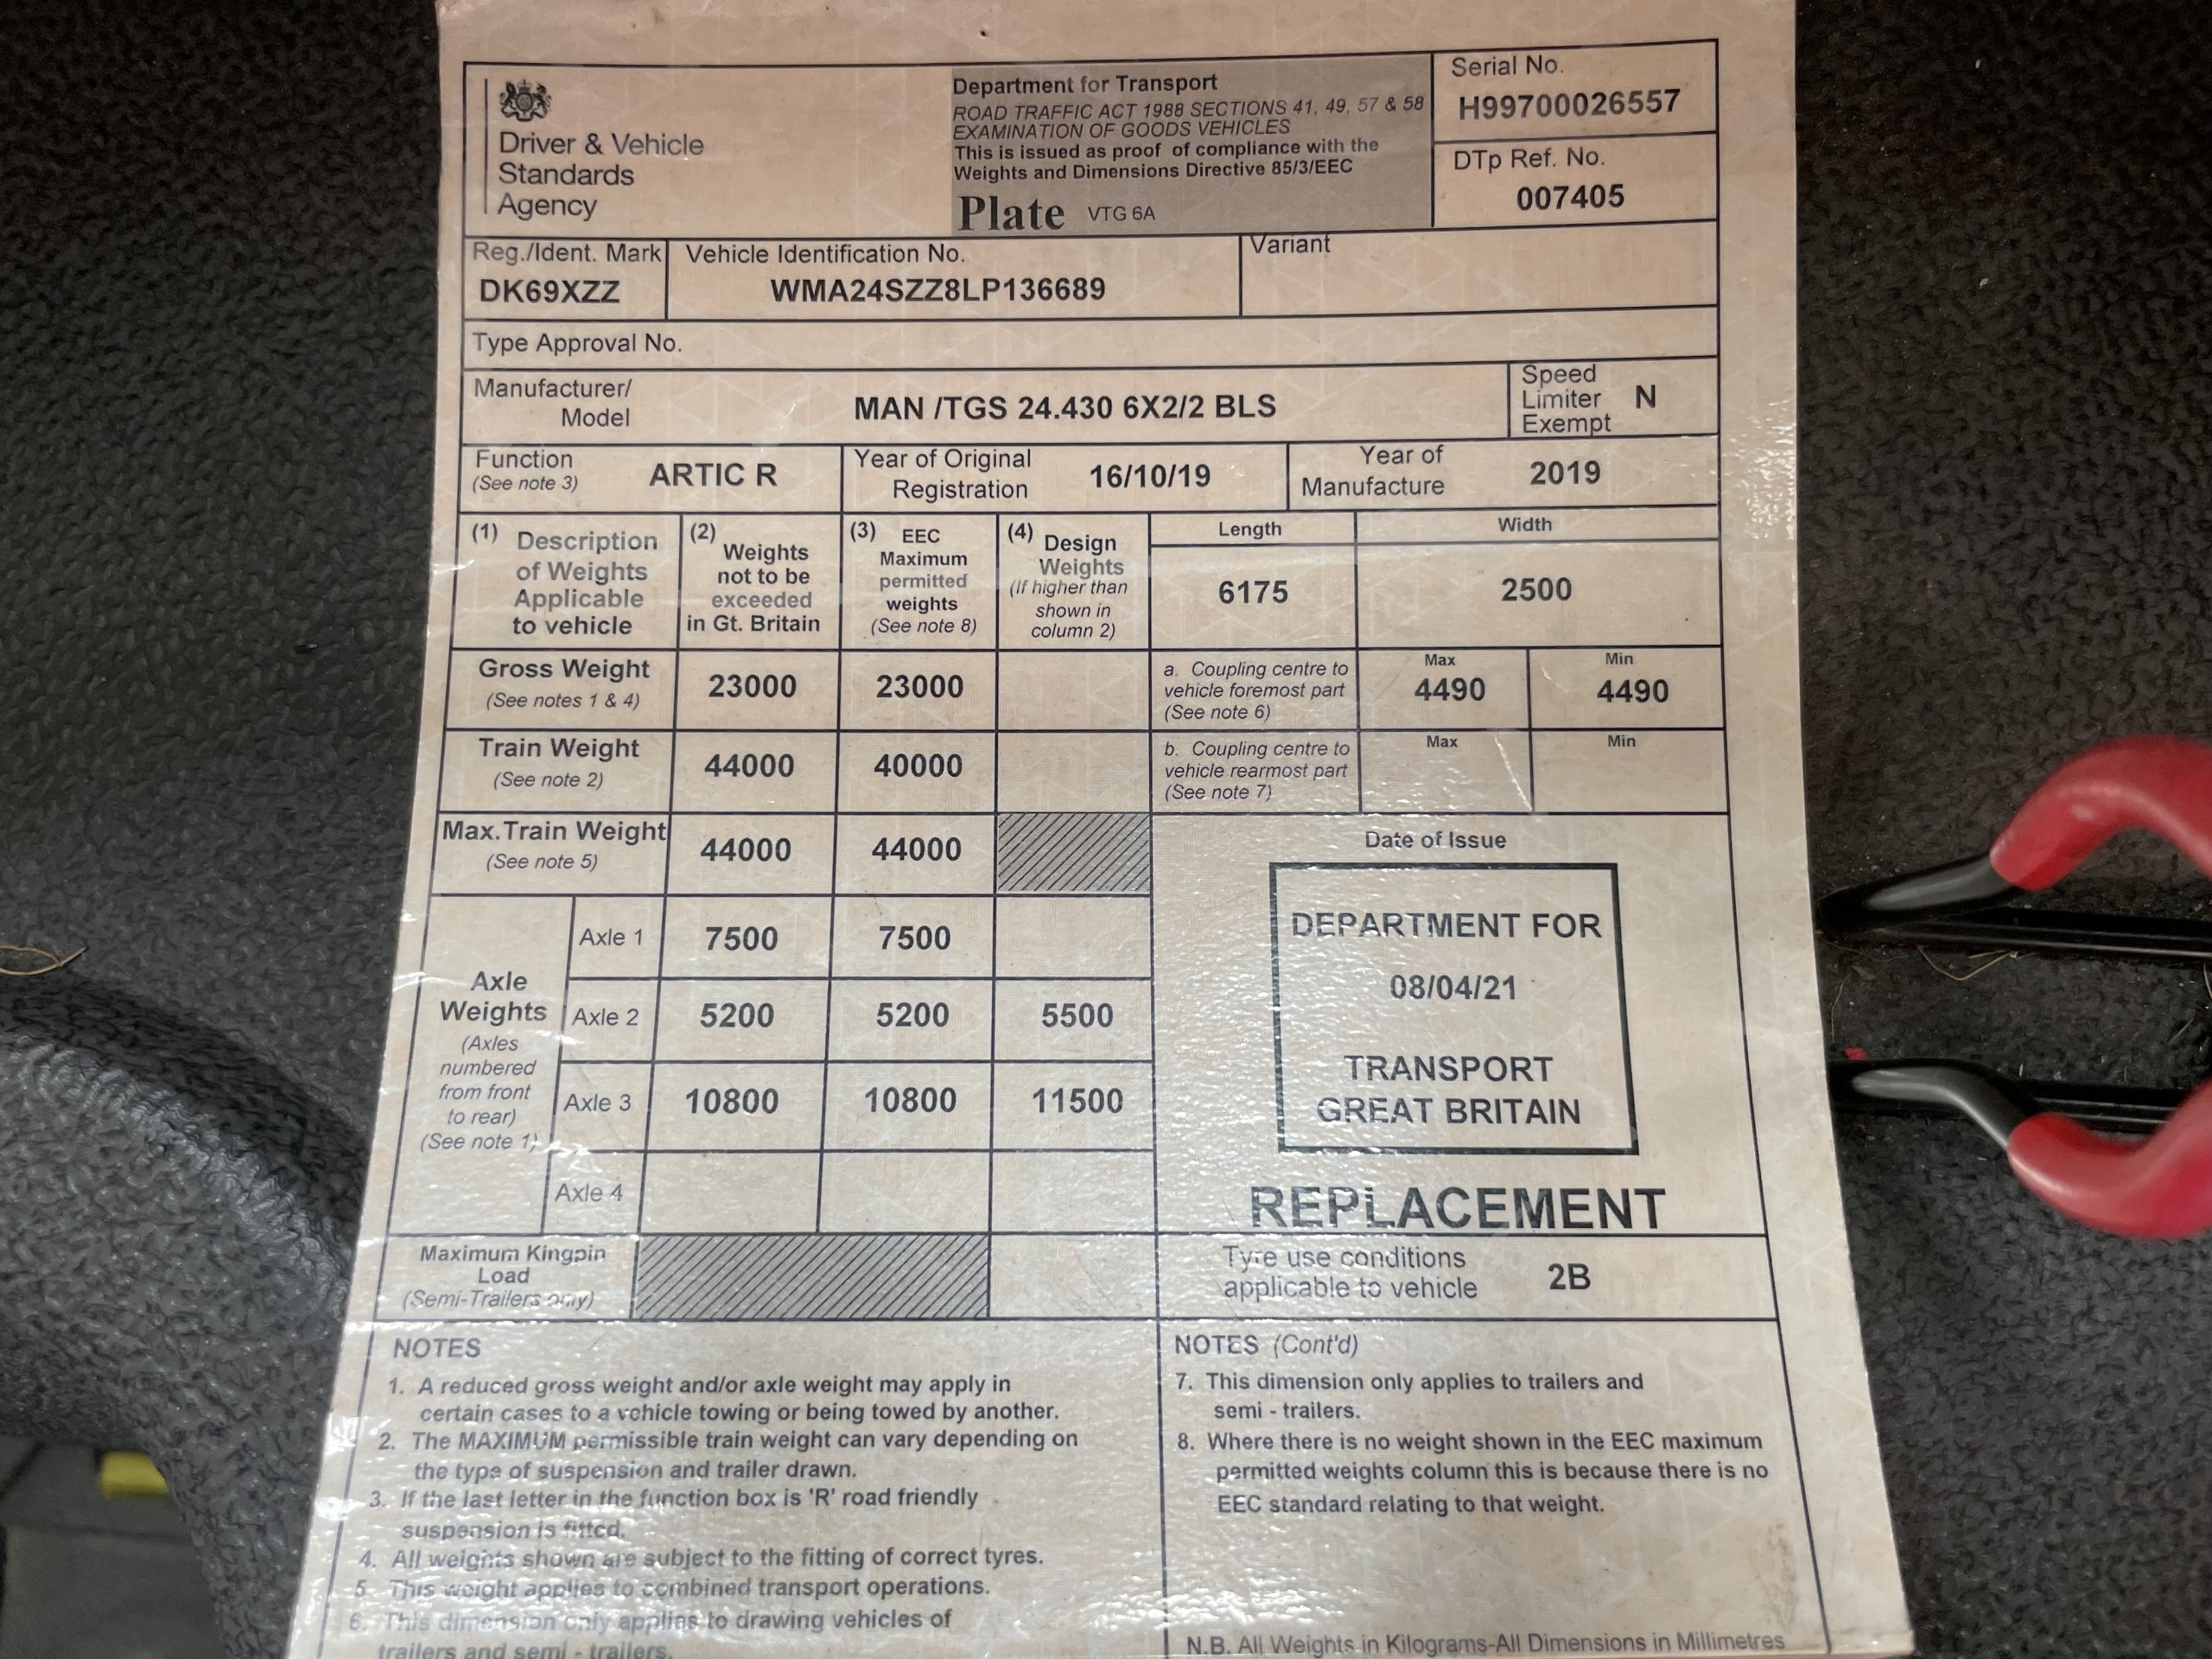 Driver & Vehicle
Standards
Agency
Department for Transport
ROAD TRAFFIC ACT 1988 SECTIONS 41, 49, 57 & 58
EXAMINATION OF GOODS VEHICLES
This is issued as proof of compliance with the
Weights and Dimensions Directive 85/3/EEC
Plate VTG 6A
Serial No.
H99700026557
DTp Ref. No.
007405
Reg./Ident. Mark
DK69XZZ
Vehicle Identification No.
WMA24SZZ8LP136689
Variant
Type Approval No.
Manufacturer/
Model
MAN /TGS 24.430 6X2/2 BLS
Speed
Limiter
Exempt
N
Function
(See note 3)
ARTIC R
Year of Original
Registration
16/10/19
Year of
Manufacture
2019
(1) Description
of Weights
Applicable
to vehicle
(2) Weights
not to be
exceeded
in Gt. Britain
(3) EEC
Maximum
permitted
weights
(See note 8)
(4) Design
Weights
(If higher than
shown in
column 2)
Length
6175
Width
2500
Gross Weight
(See notes 1 & 4)
23000
23000
a. Coupling centre to
vehicle foremost part
(See note 6)
Max
4490
Min
4490
Train Weight
(See note 2)
44000
40000
b. Coupling centre to
vehicle rearmost part
(See note 7)
Max
Min
Max.Train Weight
(See note 5)
44000
44000
Axle
Weights
(Axles
numbered
from front
to rear)
(See note 1)
Axle 1
7500
7500
Axle 2
5200
5200
5500
Axle 3
10800
10800
11500
Axle 4
Date of Issue
DEPARTMENT FOR
08/04/21
TRANSPORT
GREAT BRITAIN
REPLACEMENT
Maximum Kingpin
Load
(Semi-Trailers only)
Tyre use conditions
applicable to vehicle
2B
NOTES
1. A reduced gross weight and/or axle weight may apply in
certain cases to a vehicle towing or being towed by another.
2. The MAXIMUM permissible train weight can vary depending on
the type of suspension and trailer drawn.
3. If the last letter in the function box is 'R' road friendly
suspension is fitted.
4. All weights shown are subject to the fitting of correct tyres.
5. This weight applies to combined transport operations.
6. This dimension only applies to drawing vehicles of
trailers and semi - trailers.
NOTES (Cont'd)
7. This dimension only applies to trailers and
semi - trailers.
8. Where there is no weight shown in the EEC maximum
permitted weights column this is because there is no
EEC standard relating to that weight.
N.B. All Weights in Kilograms-All Dimensions in Millimetres